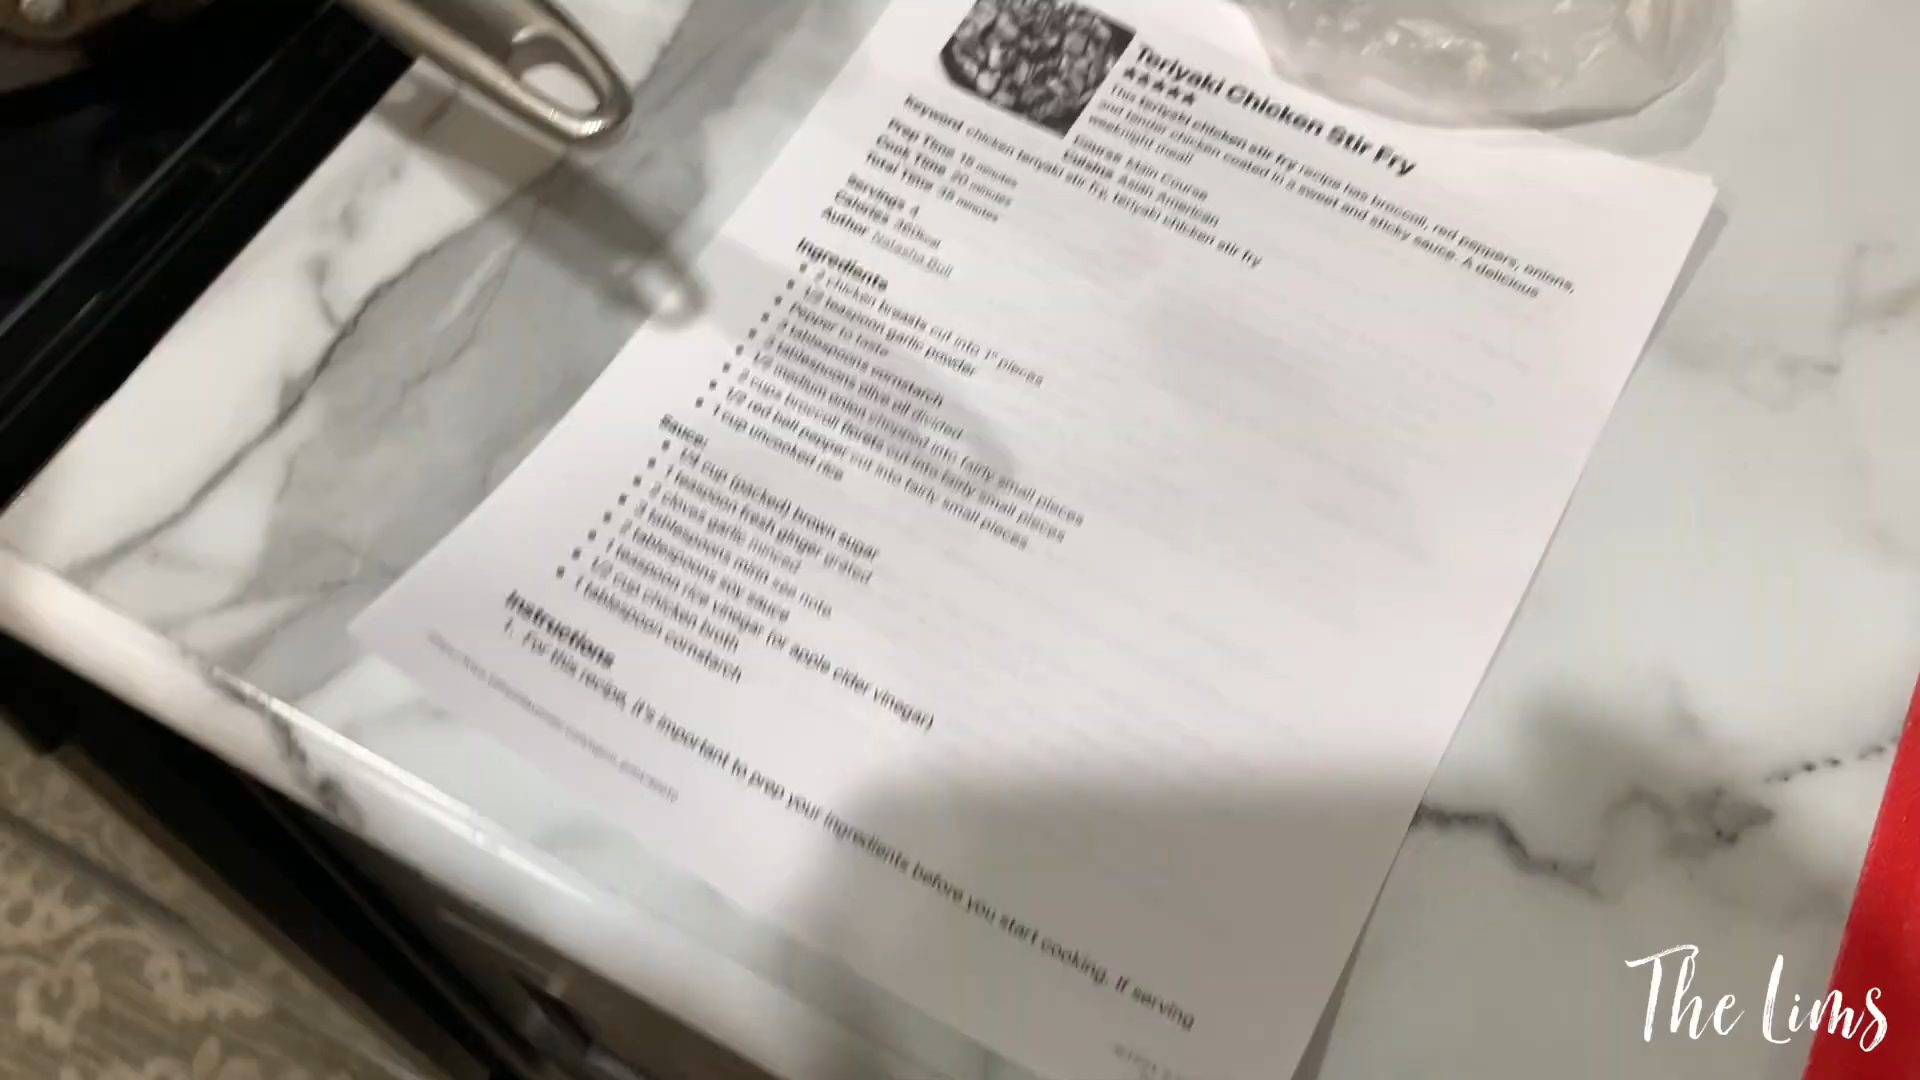 Teriyaki Chicken Stir Fry
★★★★★
This teriyaki chicken stir fry recipe has broccoli, red peppers, onions,
and tender chicken coated in a sweet and sticky sauce. A delicious
weeknight meal!
Course Main Course
Cuisine Asian American
Keyword chicken teriyaki stir fry, teriyaki chicken stir fry
Prep Time 15 minutes
Cook Time 20 minutes
Total Time 35 minutes
Servings 4
Calories
Author Natasha Bull
Ingredients
2 chicken breasts cut into 1" pieces
1/2 teaspoon garlic powder
Pepper to taste
tablespoons cornstarch
tablespoons olive oil divided
1/2 medium onion chopped into fairly small pieces
2 cups broccoli florets cut into fairly small pieces
1/2 red bell pepper cut into fairly small pieces
1 cup uncooked rice
Sauce:
1/4 cup (packed) brown sugar
1 teaspoon fresh ginger grated
2 cloves garlic minced
3 tablespoons mirin see note
2 tablespoons soy sauce
1 teaspoon rice vinegar (or apple cider vinegar)
1/2 cup chicken broth
1 tablespoon cornstarch
Instructions
1. For this recipe, it's important to prep your ingredients before you start cooking. If serving
The Lims